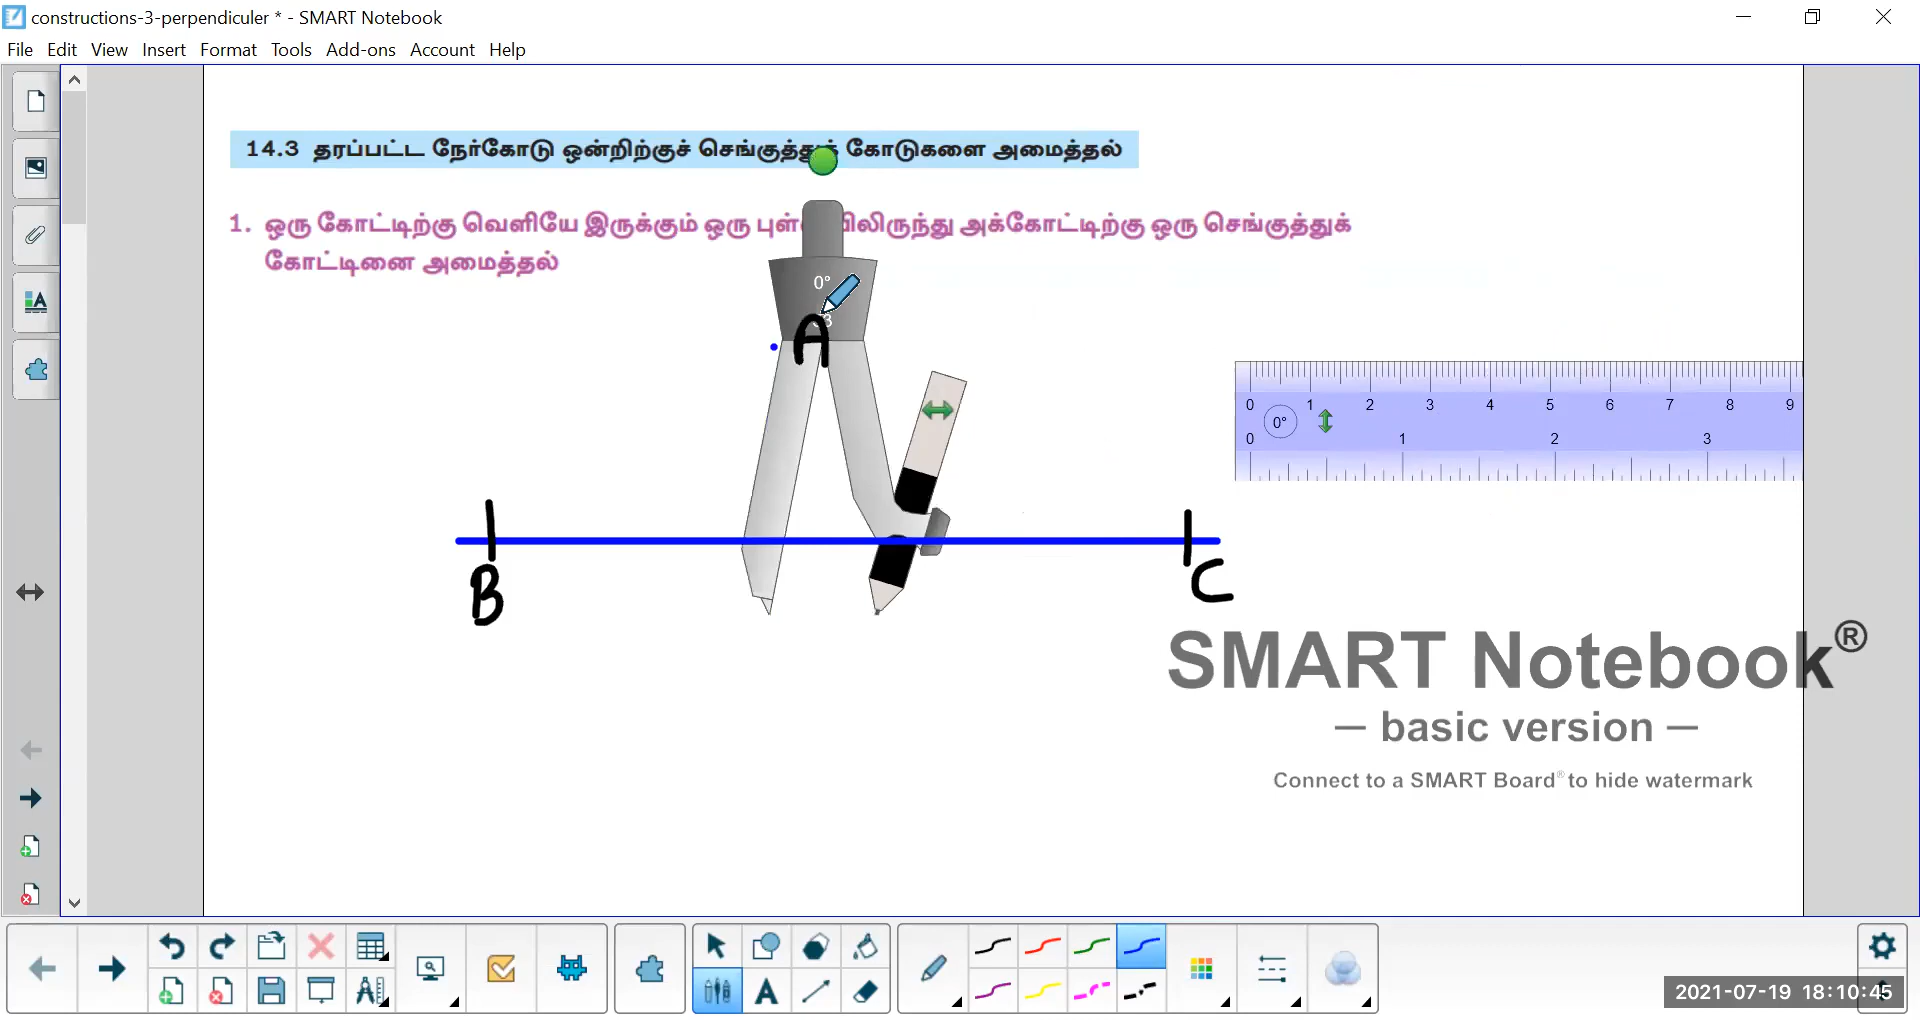 constructions-3-perpendiculer * - SMART Notebook
File Edit View Insert Format Tools Add-ons Account Help
14.3 தரப்பட்ட நேர்கோடு ஒன்றிற்குச் செங்குத்துக் கோடுகளை அமைத்தல்
1. ஒரு கோட்டிற்கு வெளியே இருக்கும் ஒரு அக்கோட்டிற்கு ஒரு செங்குத்துக்
கோட்டினை அமைத்தல்
0°
A
0 1 2 3 4 5 6 7 8 9
0°
0 1 2 3
B
C
SMART Notebook®
— basic version —
Connect to a SMART Board® to hide watermark
2021-07-19 18:10:45